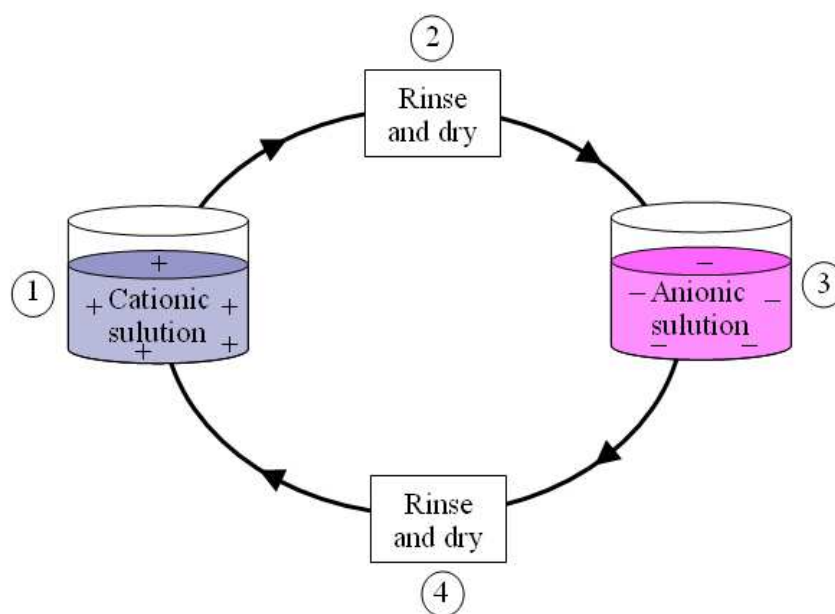 2
Rinse
and dry
1
+
Cationic
+ +
sulution
+ +
3
−
Anionic
− −
sulution
− −
Rinse
and dry
4